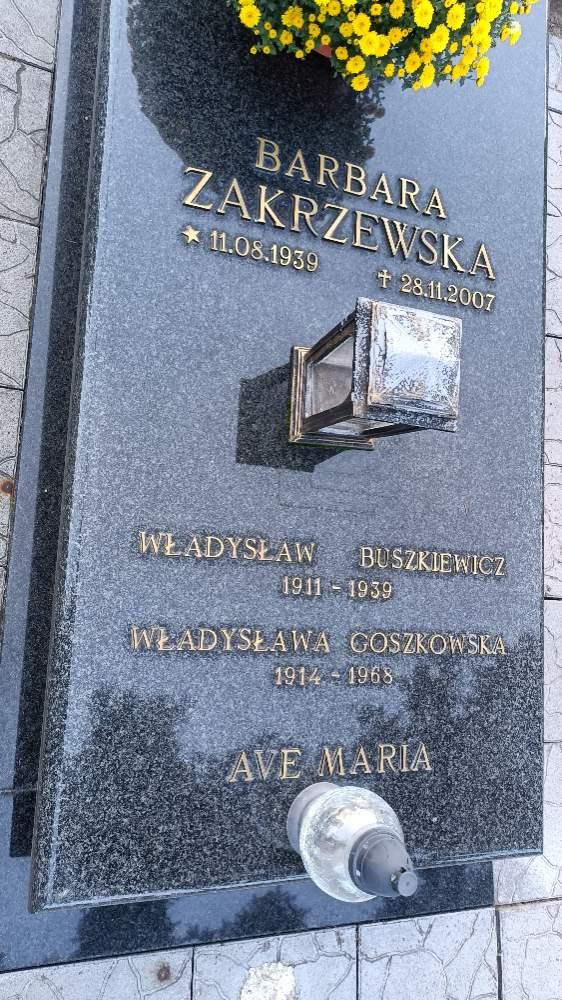 BARBARA
ZAKRZEWSKA
★ 11.08.1939
✝ 28.11.2007
WŁADYSŁAW BUSZKIEWICZ
1911 - 1939
WŁADYSŁAWA GOSZKOWSKA
1914 - 1968
AVE MARIA